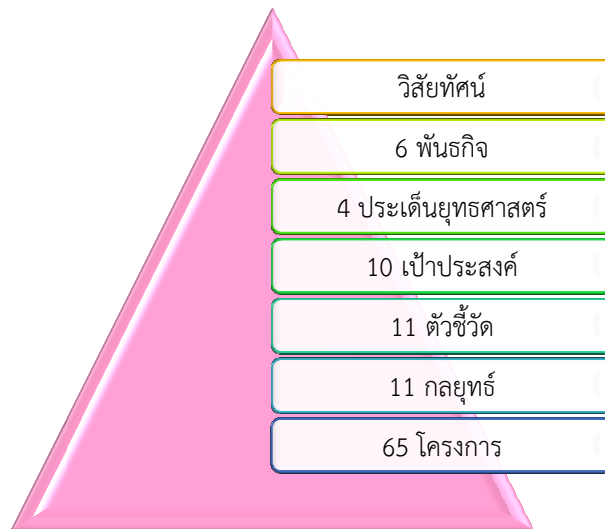 วิสัยทัศน์
6 พันธกิจ
4 ประเด็นยุทธศาสตร์
10 เป้าประสงค์
11 ตัวชี้วัด
11 กลยุทธ์
65 โครงการ